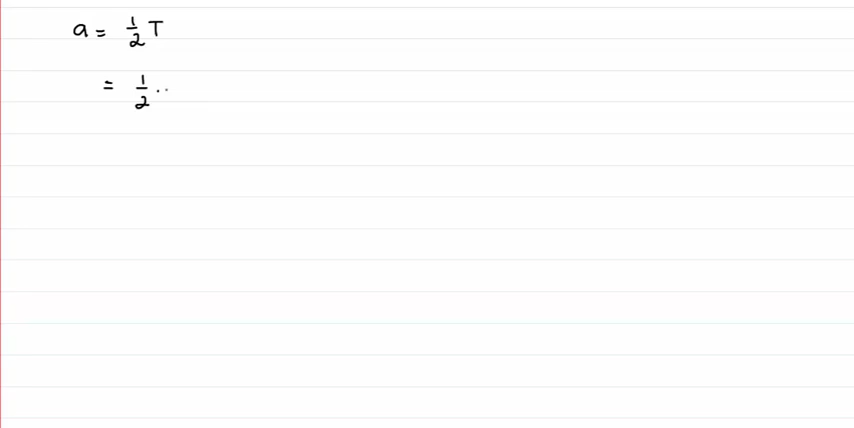 a = 1/2 T
= 1/2 ..